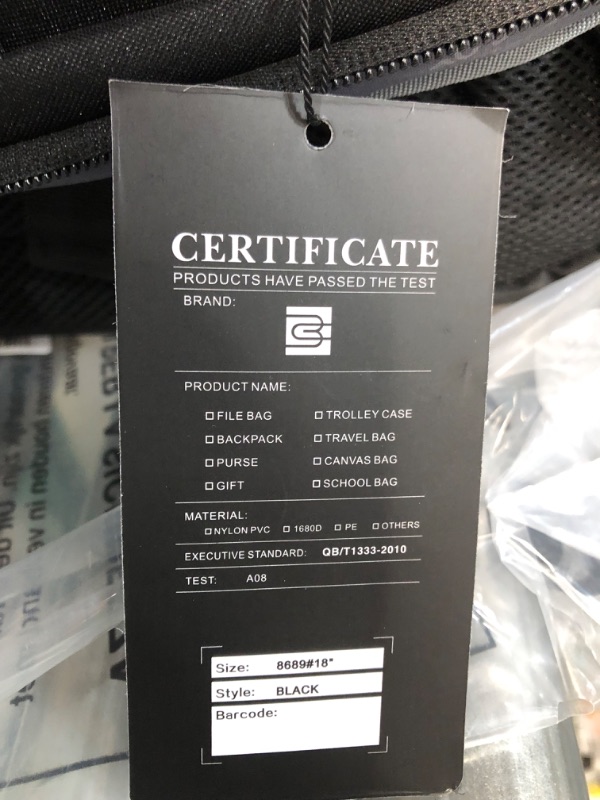 CERTIFICATE
PRODUCTS HAVE PASSED THE TEST
BRAND:
PRODUCT NAME:
□ FILE BAG □ TROLLEY CASE
□ BACKPACK □ TRAVEL BAG
□ PURSE □ CANVAS BAG
□ GIFT □ SCHOOL BAG
MATERIAL:
□ NYLON PVC □ 1680D □ PE □ OTHERS
EXECUTIVE STANDARD: QB/T1333-2010
TEST: A08
Size: 8689#18"
Style: BLACK
Barcode: